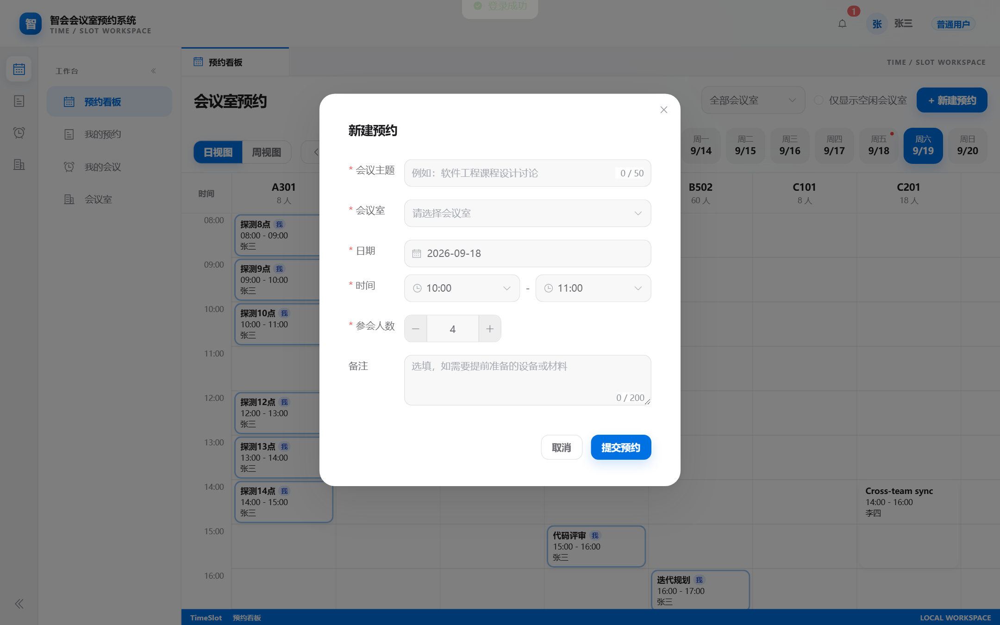 登录成功
智
智会会议室预约系统
TIME / SLOT WORKSPACE
1
张
张三
普通用户
工作台
预约看板
我的预约
我的会议
会议室
预约看板
TIME / SLOT WORKSPACE
会议室预约
全部会议室
仅显示空闲会议室
+ 新建预约
日视图
周视图
周一
9/14
周二
9/15
周三
9/16
周四
9/17
周五
9/18
周六
9/19
周日
9/20
时间
A301
8 人
B502
60 人
C101
8 人
C201
18 人
08:00
09:00
10:00
11:00
12:00
13:00
14:00
15:00
16:00
探测8点 我
08:00 - 09:00
张三
探测9点 我
09:00 - 10:00
张三
探测10点 我
10:00 - 11:00
张三
探测12点 我
12:00 - 13:00
张三
探测13点 我
13:00 - 14:00
张三
探测14点 我
14:00 - 15:00
张三
代码评审 我
15:00 - 16:00
张三
迭代规划 我
16:00 - 17:00
张三
Cross-team sync
14:00 - 16:00
李四
新建预约
* 会议主题
例如：软件工程课程设计讨论
0 / 50
* 会议室
请选择会议室
* 日期
2026-09-18
* 时间
10:00 - 11:00
* 参会人数
4
备注
选填，如需要提前准备的设备或材料
0 / 200
取消
提交预约
TimeSlot
预约看板
LOCAL WORKSPACE